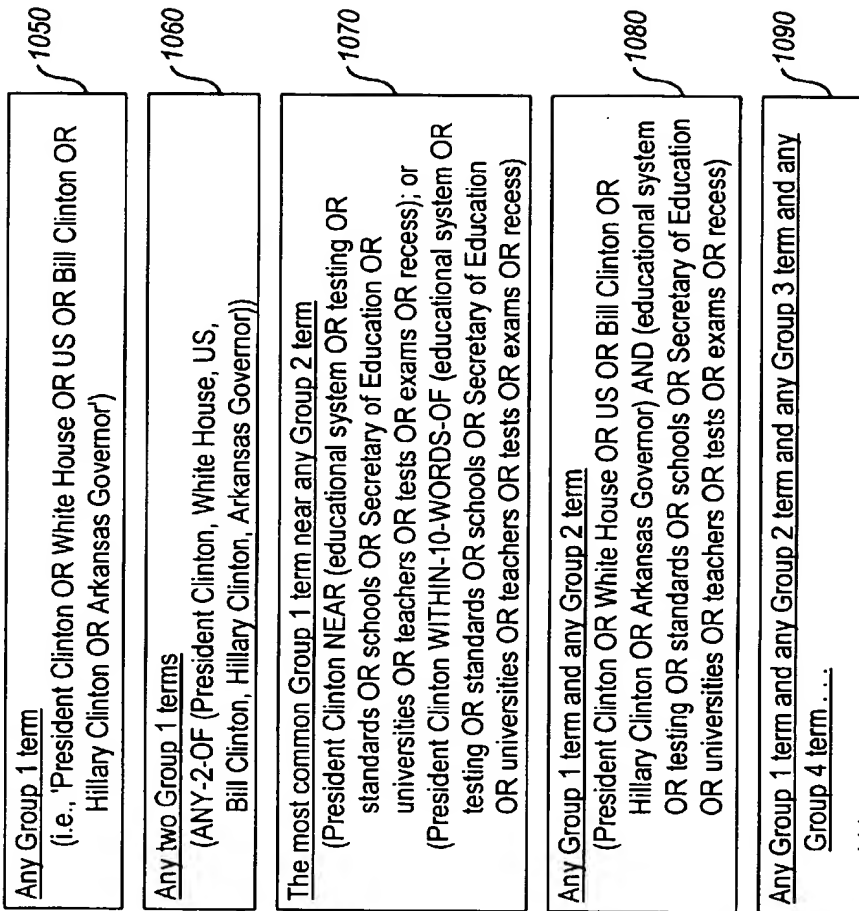 Any Group 1 term
(i.e., 'President Clinton OR White House OR US OR Bill Clinton OR
Hillary Clinton OR Arkansas Governor')
1050
Any two Group 1 terms
(ANY-2-OF (President Clinton, White House, US,
Bill Clinton, Hillary Clinton, Arkansas Governor))
1060
The most common Group 1 term near any Group 2 term
(President Clinton NEAR (educational system OR testing OR
standards OR schools OR Secretary of Education OR
universities OR teachers OR tests OR exams OR recess); or
(President Clinton WITHIN-10-WORDS-OF (educational system OR
testing OR standards OR schools OR Secretary of Education
OR universities OR teachers OR tests OR exams OR recess)
1070
Any Group 1 term and any Group 2 term
(President Clinton OR White House OR US OR Bill Clinton OR
Hillary Clinton OR Arkansas Governor) AND (educational system
OR testing OR standards OR schools OR Secretary of Education
OR universities OR teachers OR tests OR exams OR recess)
1080
Any Group 1 term and any Group 2 term and any Group 3 term and any
Group 4 term . . . .
1090